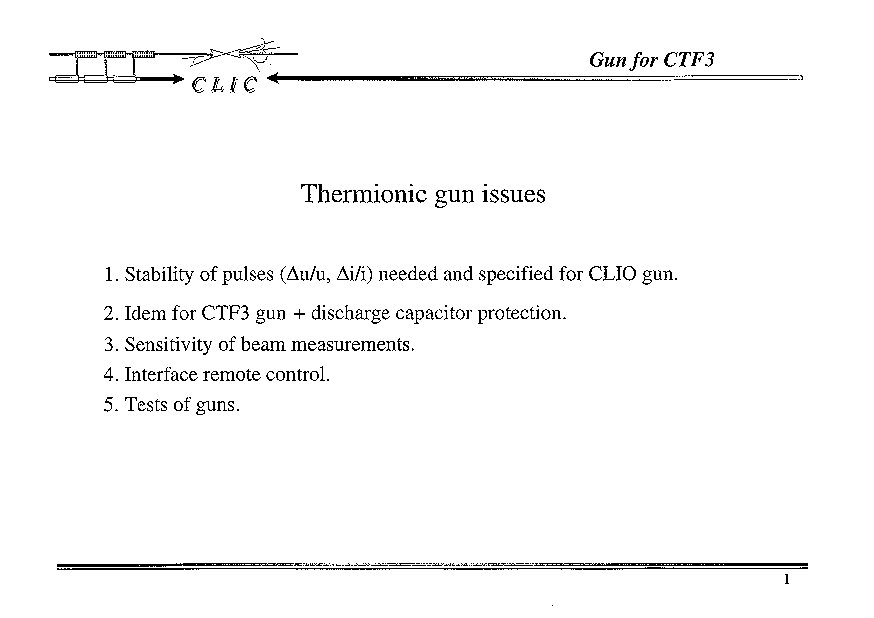 Gun for CTF3
CLIC
Thermionic gun issues
1. Stability of pulses (Δu/u, Δi/i) needed and specified for CLIO gun.
2. Idem for CTF3 gun + discharge capacitor protection.
3. Sensitivity of beam measurements.
4. Interface remote control.
5. Tests of guns.
1